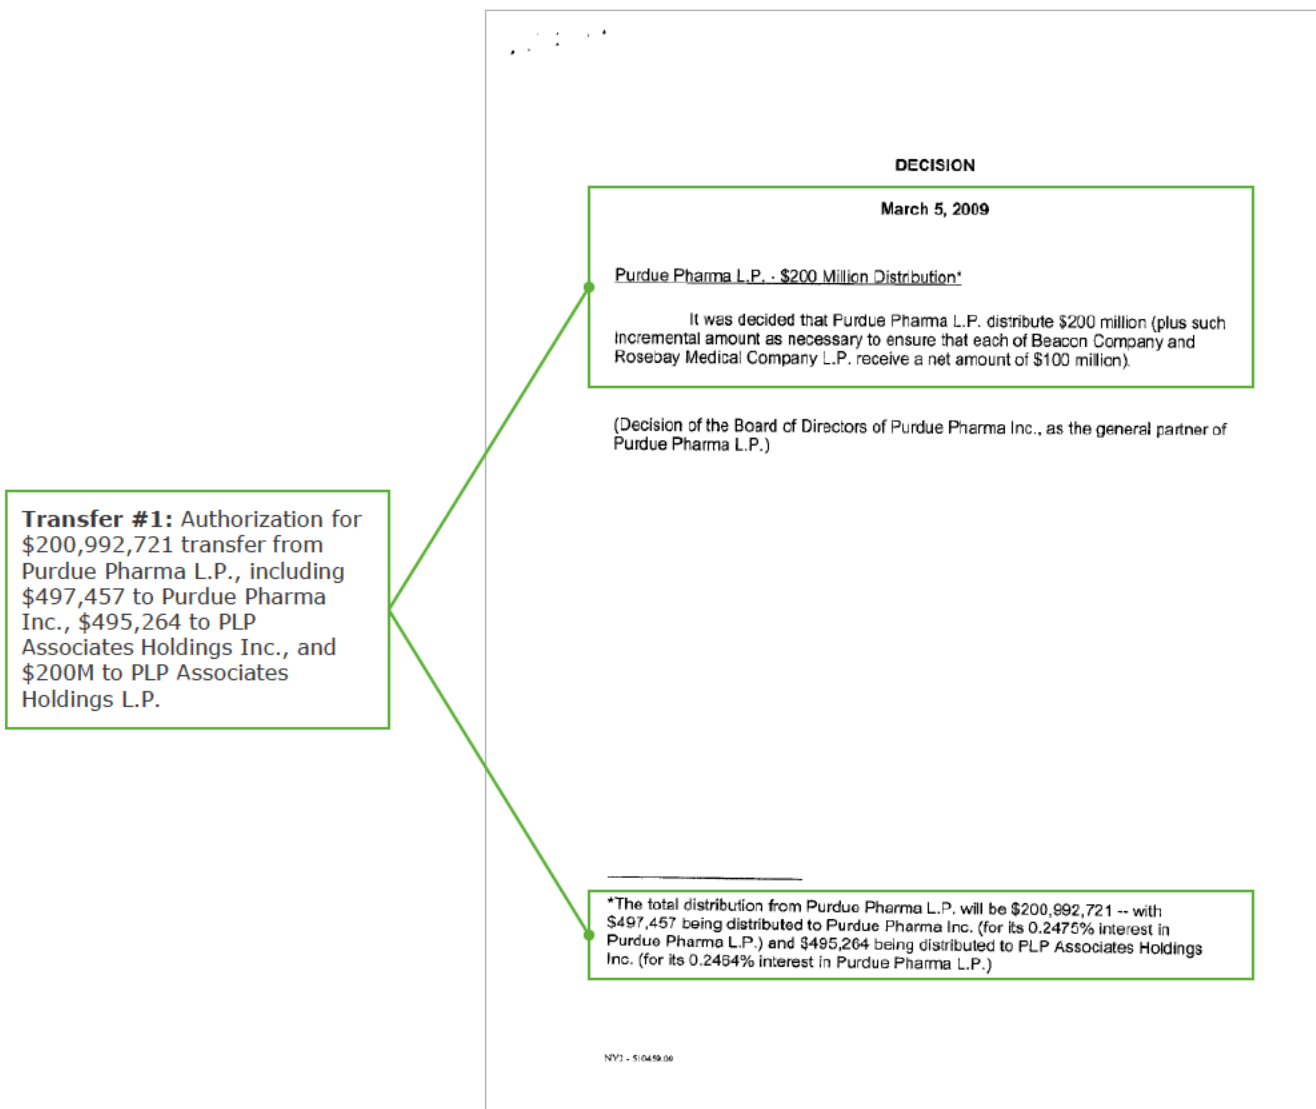 DECISION
March 5, 2009
Purdue Pharma L.P. - $200 Million Distribution*
It was decided that Purdue Pharma L.P. distribute $200 million (plus such
incremental amount as necessary to ensure that each of Beacon Company and
Rosebay Medical Company L.P. receive a net amount of $100 million).
(Decision of the Board of Directors of Purdue Pharma Inc., as the general partner of
Purdue Pharma L.P.)
Transfer #1: Authorization for
$200,992,721 transfer from
Purdue Pharma L.P., including
$497,457 to Purdue Pharma
Inc., $495,264 to PLP
Associates Holdings Inc., and
$200M to PLP Associates
Holdings L.P.
*The total distribution from Purdue Pharma L.P. will be $200,992,721 -- with
$497,457 being distributed to Purdue Pharma Inc. (for its 0.2475% interest in
Purdue Pharma L.P.) and $495,264 being distributed to PLP Associates Holdings
Inc. (for its 0.2464% interest in Purdue Pharma L.P.)